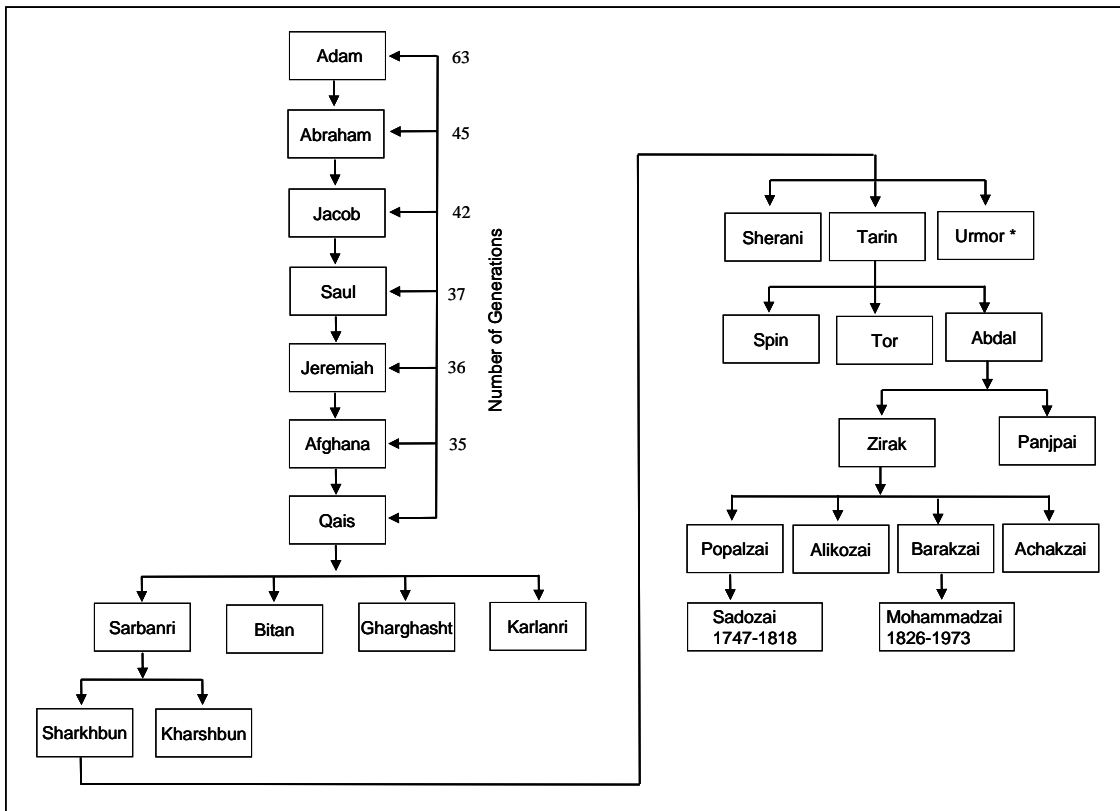 Adam
63
Abraham
45
Jacob
42
Saul
37
Jeremiah
36
Afghana
35
Qais
Number of Generations
Sarbanri
Bitan
Gharghasht
Karlanri
Sharkhbun
Kharshbun
Sherani
Tarin
Urmor *
Spin
Tor
Abdal
Zirak
Panjpai
Popalzai
Alikozai
Barakzai
Achakzai
Sadozai
1747-1818
Mohammadzai
1826-1973